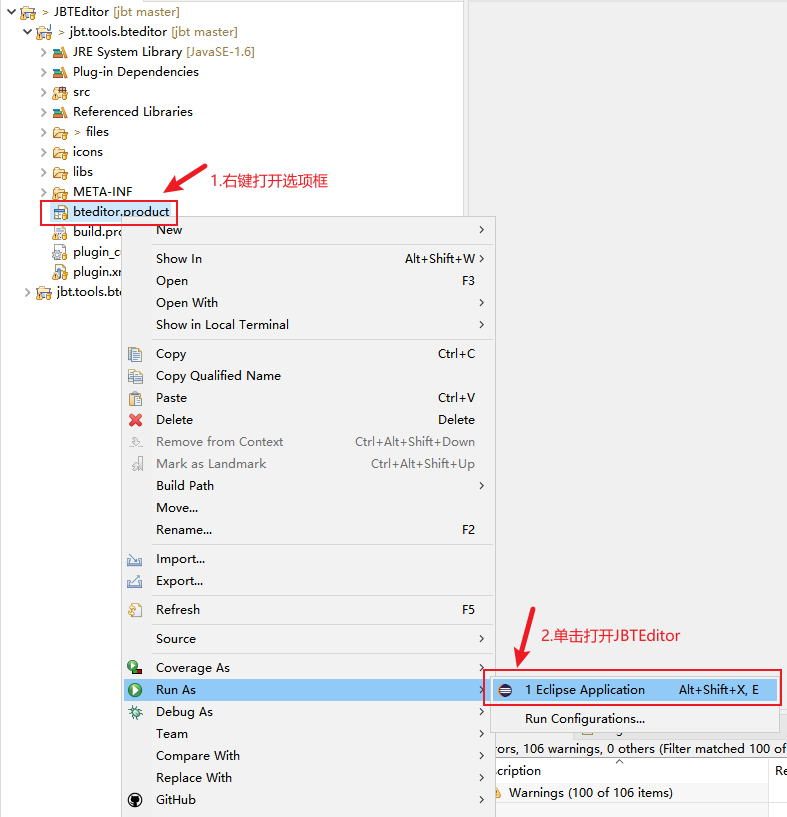 > JBTEditor [jbt master]
> jbt.tools.bteditor [jbt master]
JRE System Library [JavaSE-1.6]
Plug-in Dependencies
src
Referenced Libraries
> files
icons
libs
META-INF
1.右键打开选项框
bteditor.product
build.pro
plugin_c
plugin.xm
jbt.tools.bte
New
Show In Alt+Shift+W
Open F3
Open With
Show in Local Terminal
Copy Ctrl+C
Copy Qualified Name
Paste Ctrl+V
Delete Delete
Remove from Context Ctrl+Alt+Shift+Down
Mark as Landmark Ctrl+Alt+Shift+Up
Build Path
Move...
Rename... F2
Import...
Export...
Refresh F5
Source
2.单击打开JBTEditor
Coverage As
Run As
1 Eclipse Application Alt+Shift+X, E
Debug As
Run Configurations...
Team
rors, 106 warnings, 0 others (Filter matched 100 of
Compare With
cription Re
Replace With
Warnings (100 of 106 items)
GitHub